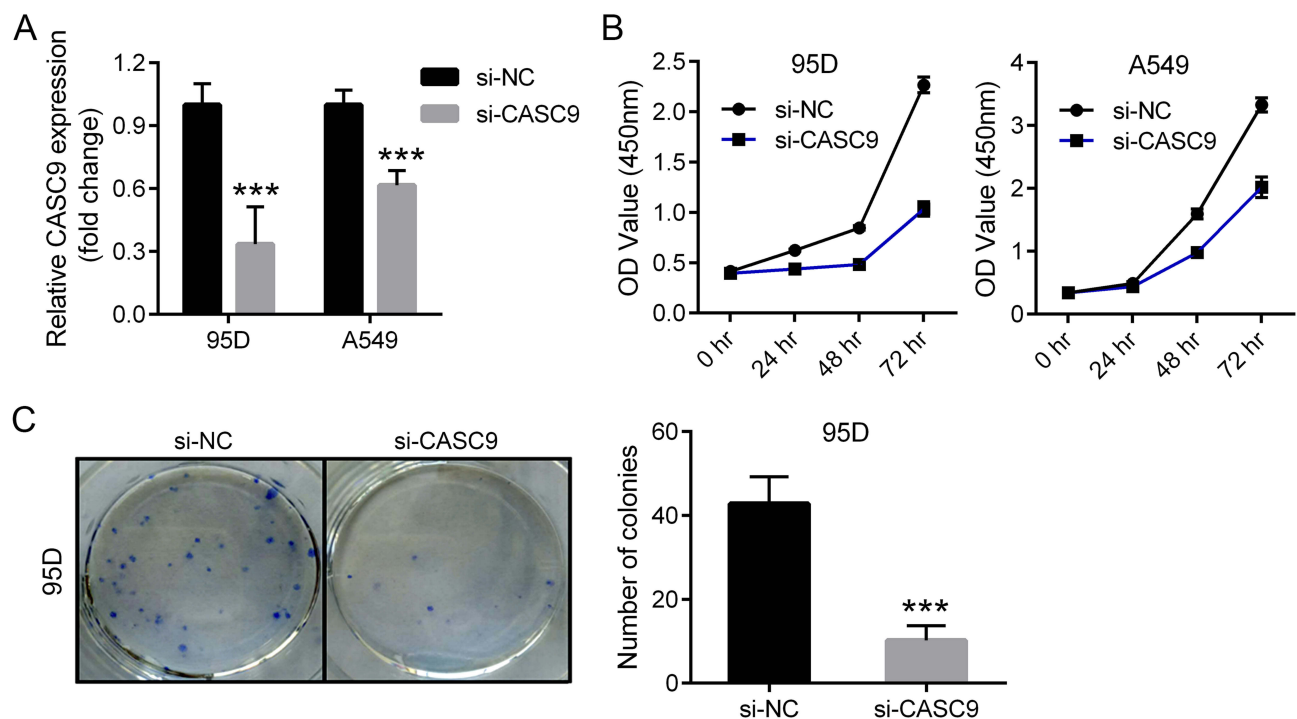 A
Relative CASC9 expression
(fold change)
1.2
0.9
0.6
0.3
0.0
***
***
95D
A549
si-NC
si-CASC9
B
95D
OD Value (450nm)
2.5
2.0
1.5
1.0
0.5
0.0
si-NC
si-CASC9
0 hr
24 hr
48 hr
72 hr
A549
OD Value (450nm)
4
3
2
1
0
si-NC
si-CASC9
0 hr
24 hr
48 hr
72 hr
C
si-NC
si-CASC9
95D
95D
Number of colonies
60
40
20
0
***
si-NC
si-CASC9